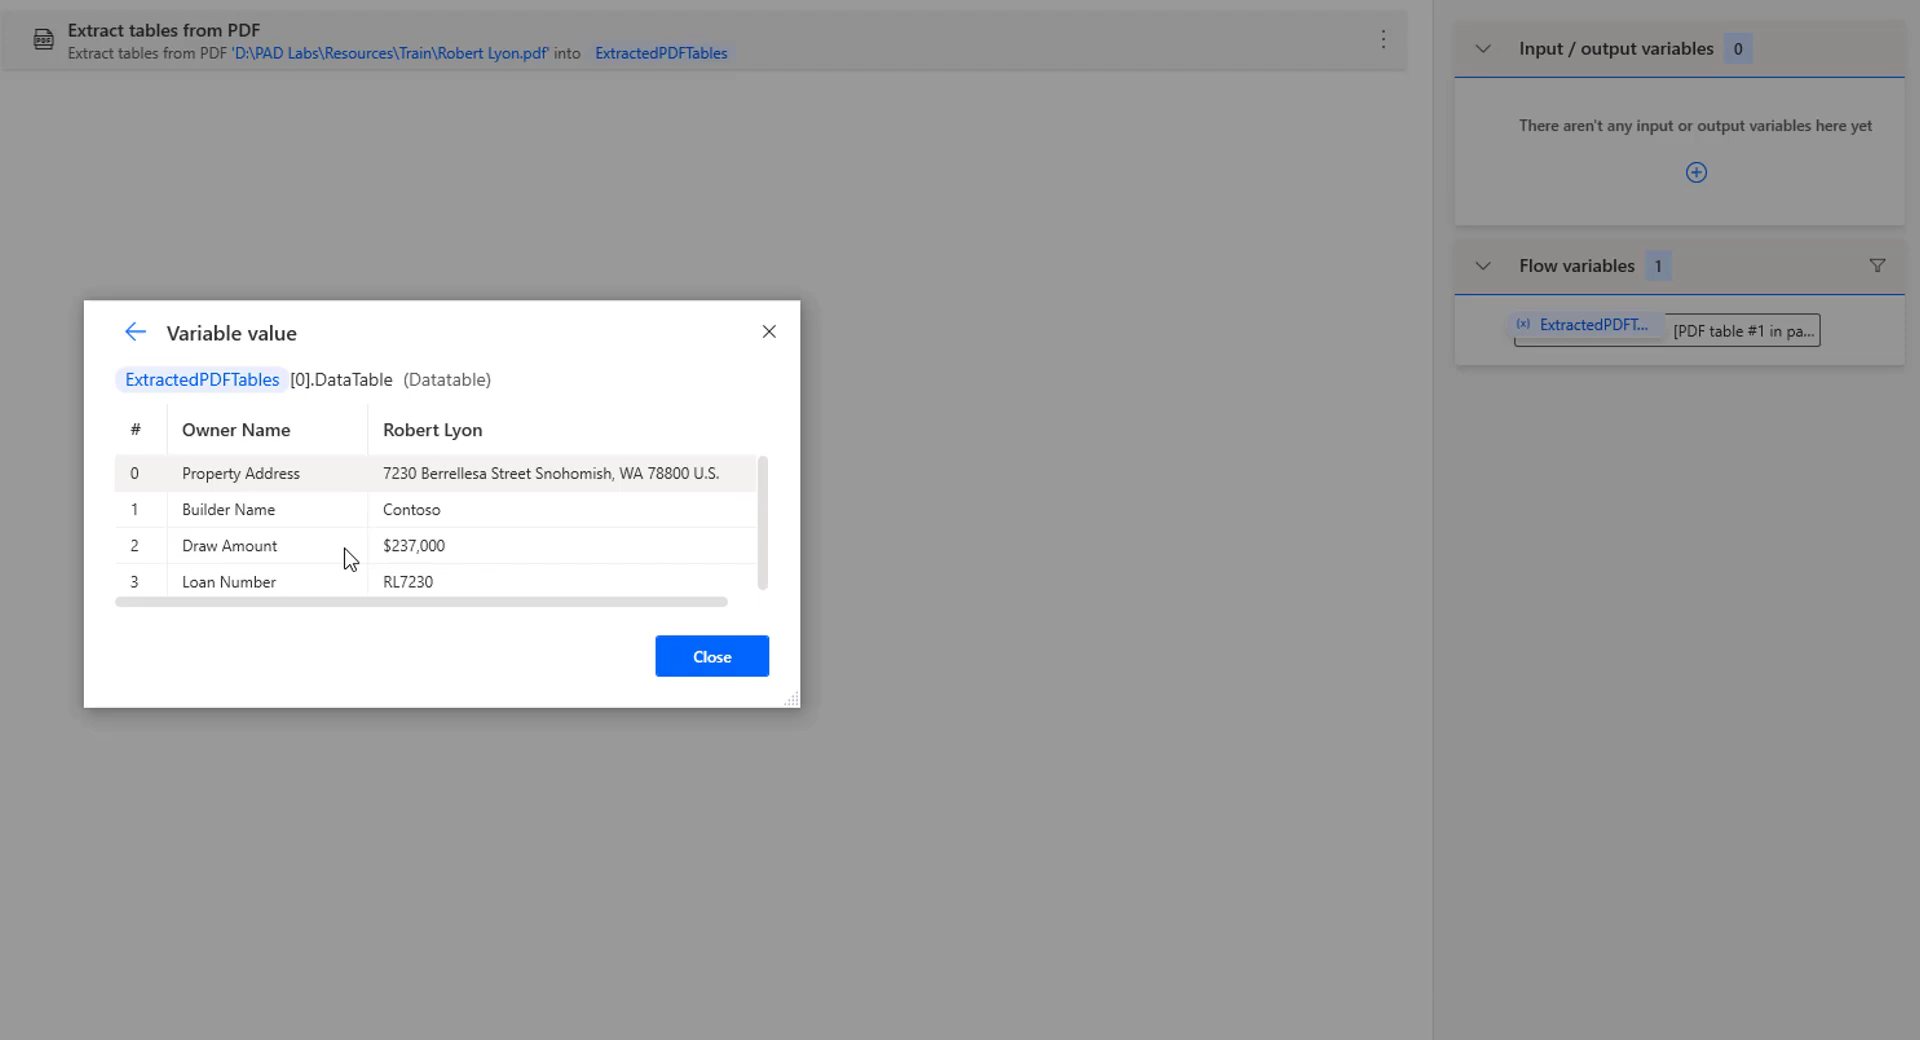 Extract tables from PDF
Extract tables from PDF 'D:\PAD Labs\Resources\Train\Robert Lyon.pdf' into ExtractedPDFTables
Input / output variables 0
There aren't any input or output variables here yet
Flow variables 1
(x) ExtractedPDFT... [PDF table #1 in pa...
Variable value
ExtractedPDFTables [0].DataTable (Datatable)
# Owner Name Robert Lyon
0 Property Address 7230 Berrellesa Street Snohomish, WA 78800 U.S.
1 Builder Name Contoso
2 Draw Amount $237,000
3 Loan Number RL7230
Close